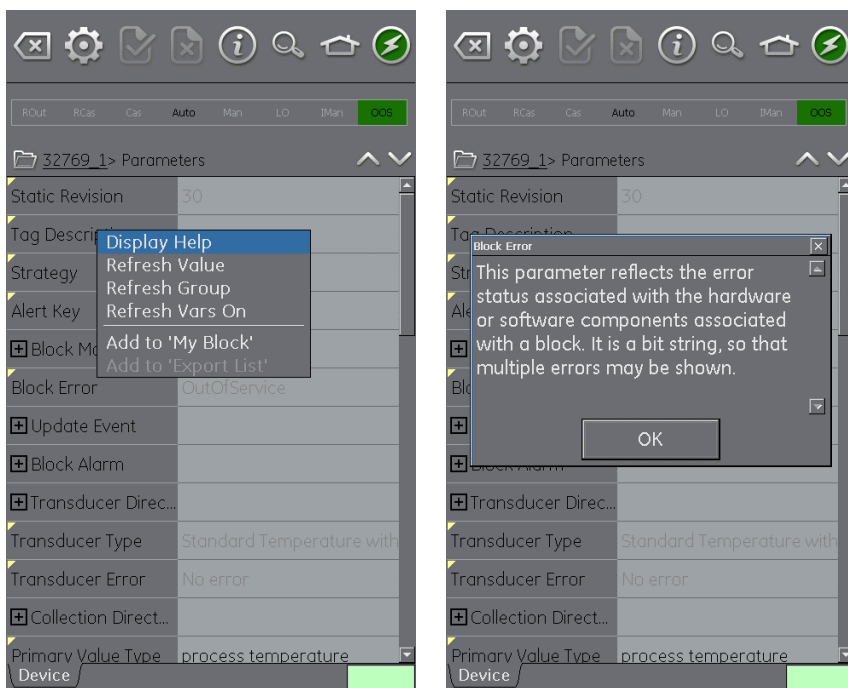 ROut RCas Cas Auto Man LO IMan OOS
32769_1> Parameters
Static Revision 30
Tag Descrip
Display Help
Strategy
Refresh Value
Refresh Group
Alert Key
Refresh Vars On
Add to 'My Block'
Block Mo
Add to 'Export List'
Block Error OutOfService
Update Event
Block Alarm
Transducer Direc...
Transducer Type Standard Temperature with
Transducer Error No error
Collection Direct...
Primary Value Type process temperature
Device
ROut RCas Cas Auto Man LO IMan OOS
32769_1> Parameters
Static Revision 30
Tag Description
Block Error
This parameter reflects the error
status associated with the hardware
or software components associated
with a block. It is a bit string, so that
multiple errors may be shown.
OK
Block Alarm
Transducer Direc...
Transducer Type Standard Temperature with
Transducer Error No error
Collection Direct...
Primary Value Type process temperature
Device